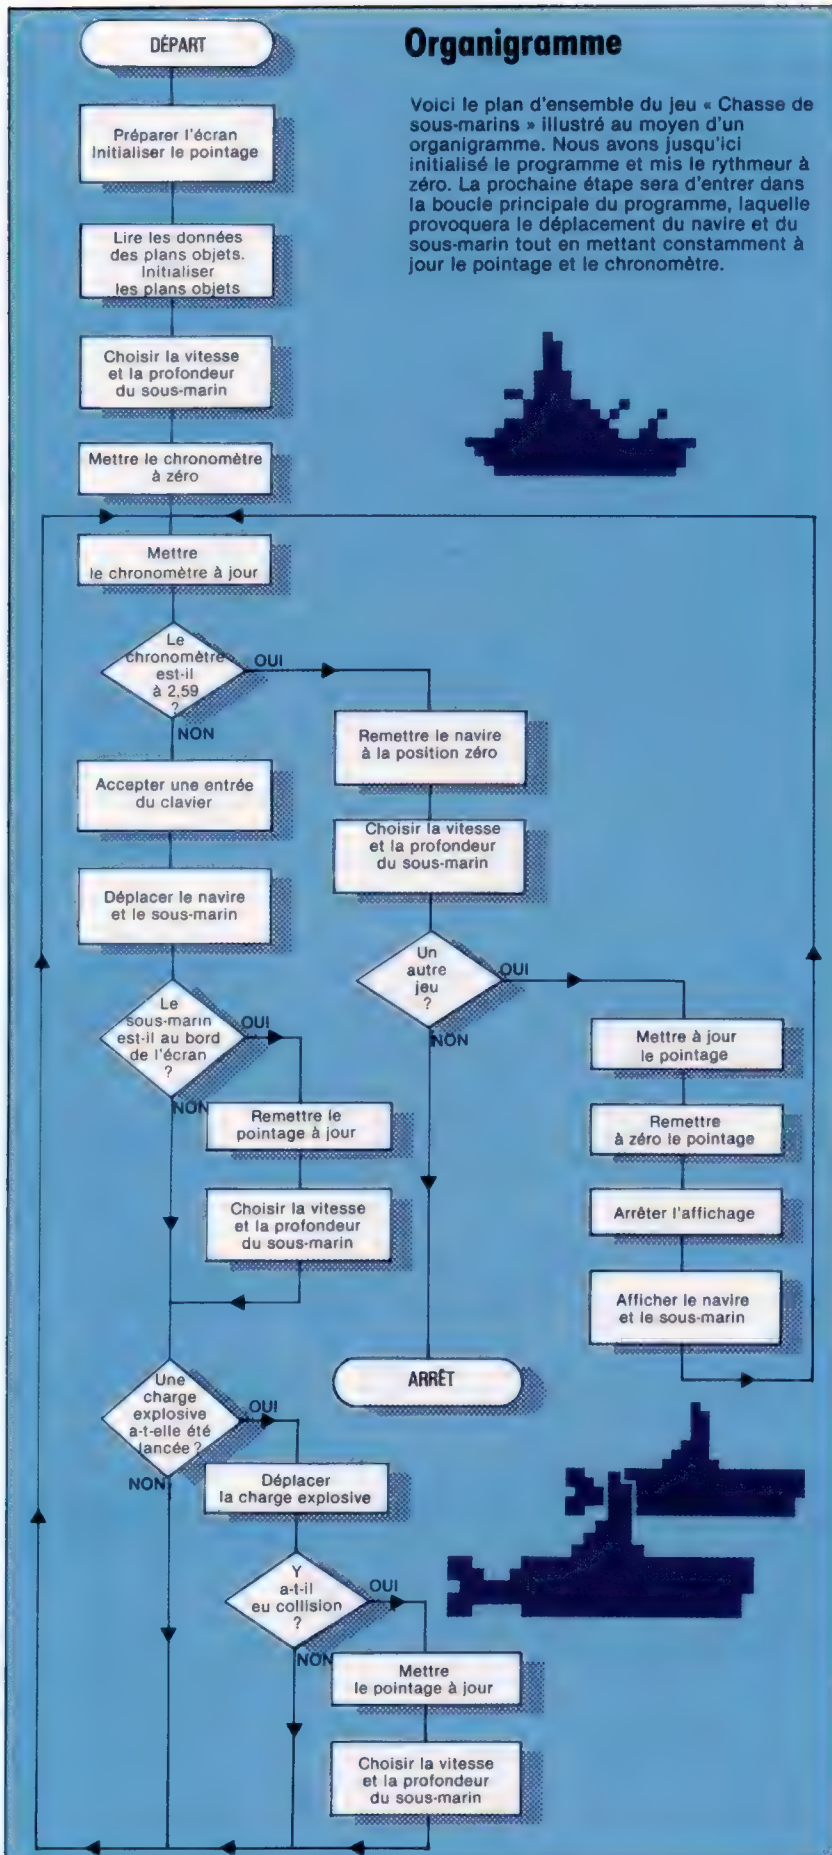 DÉPART
Organigramme
Voici le plan d'ensemble du jeu « Chasse de
sous-marins » illustré au moyen d'un
organigramme. Nous avons jusqu'ici
initialisé le programme et mis le rythmeur à
zéro. La prochaine étape sera d'entrer dans
la boucle principale du programme, laquelle
provoquera le déplacement du navire et du
sous-marin tout en mettant constamment à
jour le pointage et le chronomètre.
Préparer l'écran
Initialiser le pointage
Lire les données
des plans objets.
Initialiser
les plans objets
Choisir la vitesse
et la profondeur
du sous-marin
Mettre le chronomètre
à zéro
Mettre
le chronomètre à jour
Le
chronomètre
est-il
à 2,59
?
OUI
NON
Remettre le navire
à la position zéro
Accepter une entrée
du clavier
Choisir la vitesse
et la profondeur
du sous-marin
Déplacer le navire
et le sous-marin
Un
autre
jeu
?
OUI
NON
Le
sous-marin
est-il au bord
de l'écran
?
OUI
NON
Mettre à jour
le pointage
Remettre le
pointage à jour
Remettre
à zéro le pointage
Choisir la vitesse
et la profondeur
du sous-marin
Arrêter l'affichage
Afficher le navire
et le sous-marin
ARRÊT
Une
charge
explosive
a-t-elle été
lancée ?
OUI
NON
Déplacer
la charge explosive
Y
a-t-il
eu collision
?
OUI
NON
Mettre
le pointage à jour
Choisir la vitesse
et la profondeur
du sous-marin